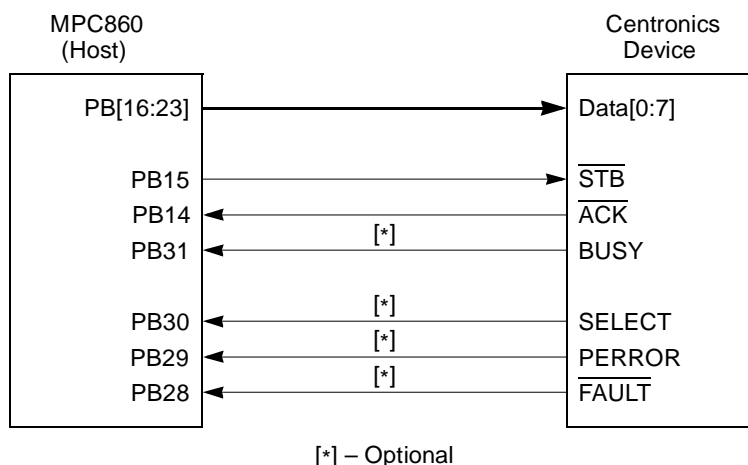 MPC860
(Host)
Centronics
Device
PB[16:23]
Data[0:7]
PB15
STB
PB14
ACK
[*]
PB31
BUSY
[*]
PB30
SELECT
[*]
PB29
PERROR
[*]
PB28
FAULT
[*] – Optional